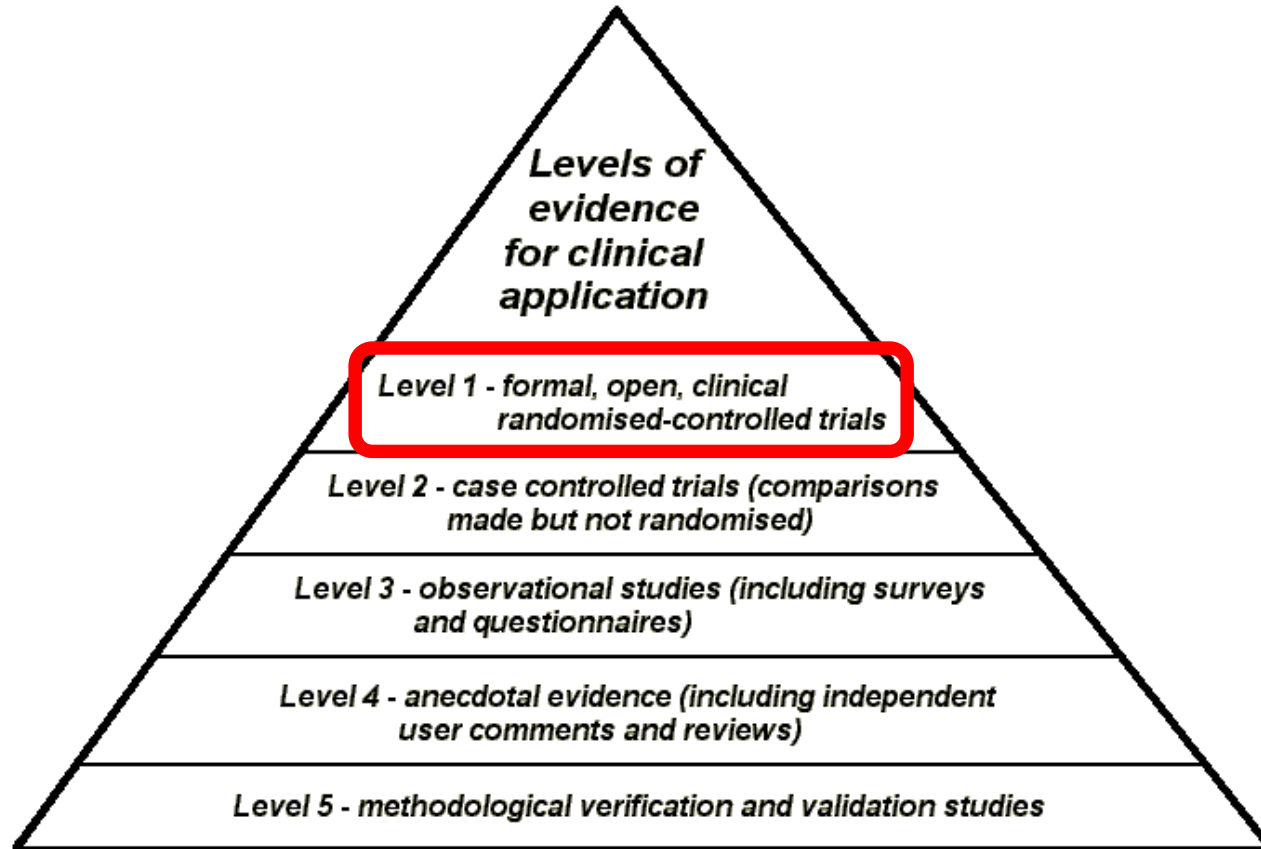 Levels of
evidence
for clinical
application
Level 1 - formal, open, clinical
randomised-controlled trials
Level 2 - case controlled trials (comparisons
made but not randomised)
Level 3 - observational studies (including surveys
and questionnaires)
Level 4 - anecdotal evidence (including independent
user comments and reviews)
Level 5 - methodological verification and validation studies